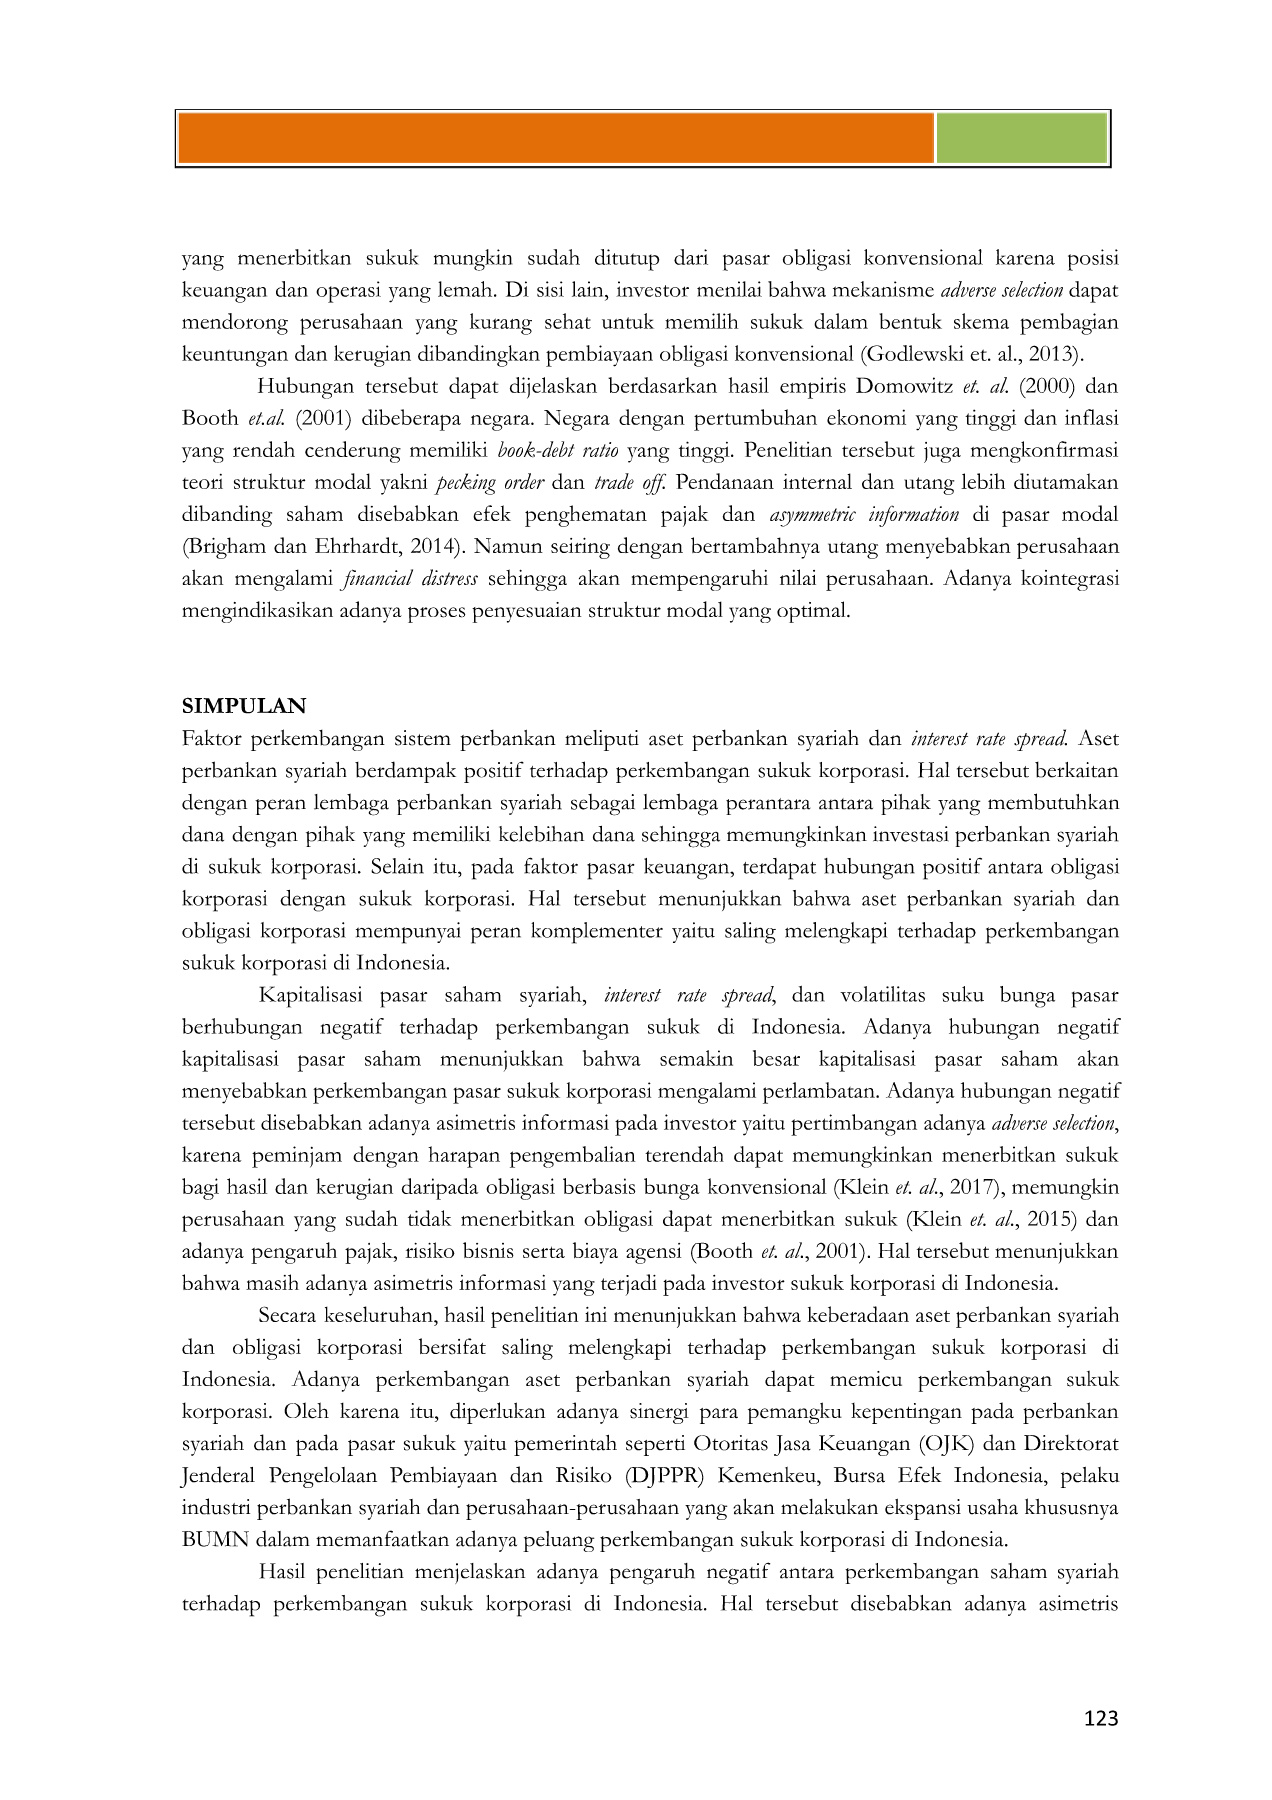 yang menerbitkan sukuk mungkin sudah ditutup dari pasar obligasi konvensional karena posisi
keuangan dan operasi yang lemah. Di sisi lain, investor menilai bahwa mekanisme adverse selection dapat
mendorong perusahaan yang kurang sehat untuk memilih sukuk dalam bentuk skema pembagian
keuntungan dan kerugian dibandingkan pembiayaan obligasi konvensional (Godlewski et. al., 2013).
Hubungan tersebut dapat dijelaskan berdasarkan hasil empiris Domowitz et. al. (2000) dan
Booth et.al. (2001) dibeberapa negara. Negara dengan pertumbuhan ekonomi yang tinggi dan inflasi
yang rendah cenderung memiliki book-debt ratio yang tinggi. Penelitian tersebut juga mengkonfirmasi
teori struktur modal yakni pecking order dan trade off. Pendanaan internal dan utang lebih diutamakan
dibanding saham disebabkan efek penghematan pajak dan asymmetric information di pasar modal
(Brigham dan Ehrhardt, 2014). Namun seiring dengan bertambahnya utang menyebabkan perusahaan
akan mengalami financial distress sehingga akan mempengaruhi nilai perusahaan. Adanya kointegrasi
mengindikasikan adanya proses penyesuaian struktur modal yang optimal.
SIMPULAN
Faktor perkembangan sistem perbankan meliputi aset perbankan syariah dan interest rate spread. Aset
perbankan syariah berdampak positif terhadap perkembangan sukuk korporasi. Hal tersebut berkaitan
dengan peran lembaga perbankan syariah sebagai lembaga perantara antara pihak yang membutuhkan
dana dengan pihak yang memiliki kelebihan dana sehingga memungkinkan investasi perbankan syariah
di sukuk korporasi. Selain itu, pada faktor pasar keuangan, terdapat hubungan positif antara obligasi
korporasi dengan sukuk korporasi. Hal tersebut menunjukkan bahwa aset perbankan syariah dan
obligasi korporasi mempunyai peran komplementer yaitu saling melengkapi terhadap perkembangan
sukuk korporasi di Indonesia.
Kapitalisasi pasar saham syariah, interest rate spread, dan volatilitas suku bunga pasar
berhubungan negatif terhadap perkembangan sukuk di Indonesia. Adanya hubungan negatif
kapitalisasi pasar saham menunjukkan bahwa semakin besar kapitalisasi pasar saham akan
menyebabkan perkembangan pasar sukuk korporasi mengalami perlambatan. Adanya hubungan negatif
tersebut disebabkan adanya asimetris informasi pada investor yaitu pertimbangan adanya adverse selection,
karena peminjam dengan harapan pengembalian terendah dapat memungkinkan menerbitkan sukuk
bagi hasil dan kerugian daripada obligasi berbasis bunga konvensional (Klein et. al., 2017), memungkin
perusahaan yang sudah tidak menerbitkan obligasi dapat menerbitkan sukuk (Klein et. al., 2015) dan
adanya pengaruh pajak, risiko bisnis serta biaya agensi (Booth et. al., 2001). Hal tersebut menunjukkan
bahwa masih adanya asimetris informasi yang terjadi pada investor sukuk korporasi di Indonesia.
Secara keseluruhan, hasil penelitian ini menunjukkan bahwa keberadaan aset perbankan syariah
dan obligasi korporasi bersifat saling melengkapi terhadap perkembangan sukuk korporasi di
Indonesia. Adanya perkembangan aset perbankan syariah dapat memicu perkembangan sukuk
korporasi. Oleh karena itu, diperlukan adanya sinergi para pemangku kepentingan pada perbankan
syariah dan pada pasar sukuk yaitu pemerintah seperti Otoritas Jasa Keuangan (OJK) dan Direktorat
Jenderal Pengelolaan Pembiayaan dan Risiko (DJPPR) Kemenkeu, Bursa Efek Indonesia, pelaku
industri perbankan syariah dan perusahaan-perusahaan yang akan melakukan ekspansi usaha khususnya
BUMN dalam memanfaatkan adanya peluang perkembangan sukuk korporasi di Indonesia.
Hasil penelitian menjelaskan adanya pengaruh negatif antara perkembangan saham syariah
terhadap perkembangan sukuk korporasi di Indonesia. Hal tersebut disebabkan adanya asimetris
123